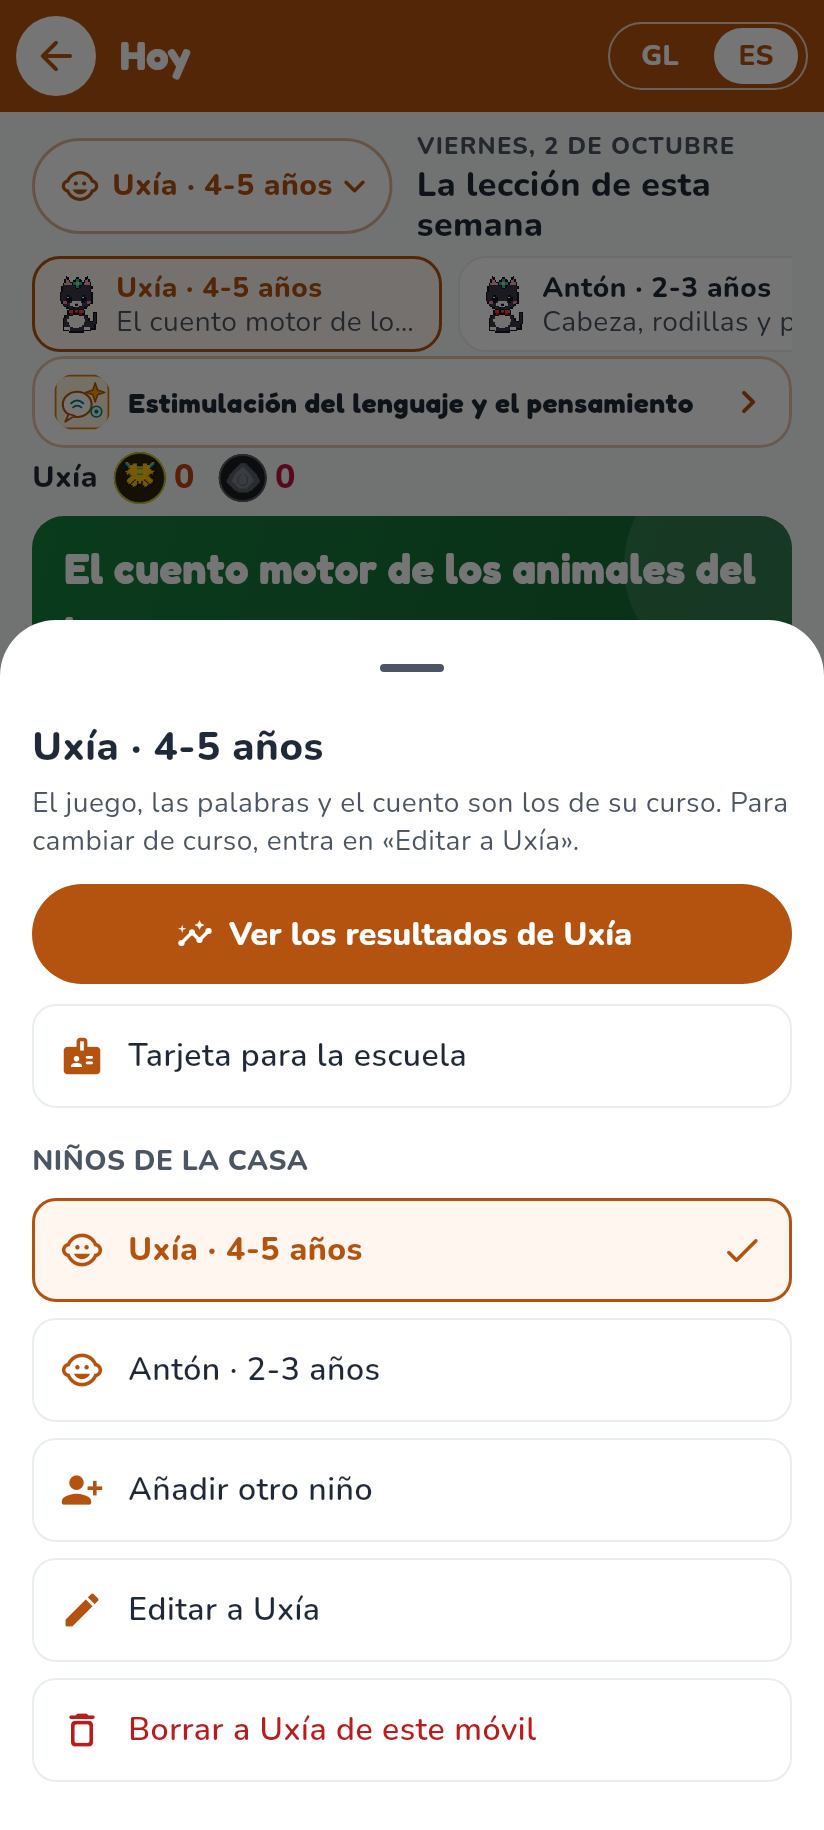 Hoy
GL
ES
Uxía · 4-5 años
VIERNES, 2 DE OCTUBRE
La lección de esta
semana
Uxía · 4-5 años
El cuento motor de lo...
Antón · 2-3 años
Cabeza, rodillas y p
Estimulación del lenguaje y el pensamiento
Uxía
0
0
El cuento motor de los animales del
Uxía · 4-5 años
El juego, las palabras y el cuento son los de su curso. Para
cambiar de curso, entra en «Editar a Uxía».
Ver los resultados de Uxía
Tarjeta para la escuela
NIÑOS DE LA CASA
Uxía · 4-5 años
Antón · 2-3 años
Añadir otro niño
Editar a Uxía
Borrar a Uxía de este móvil